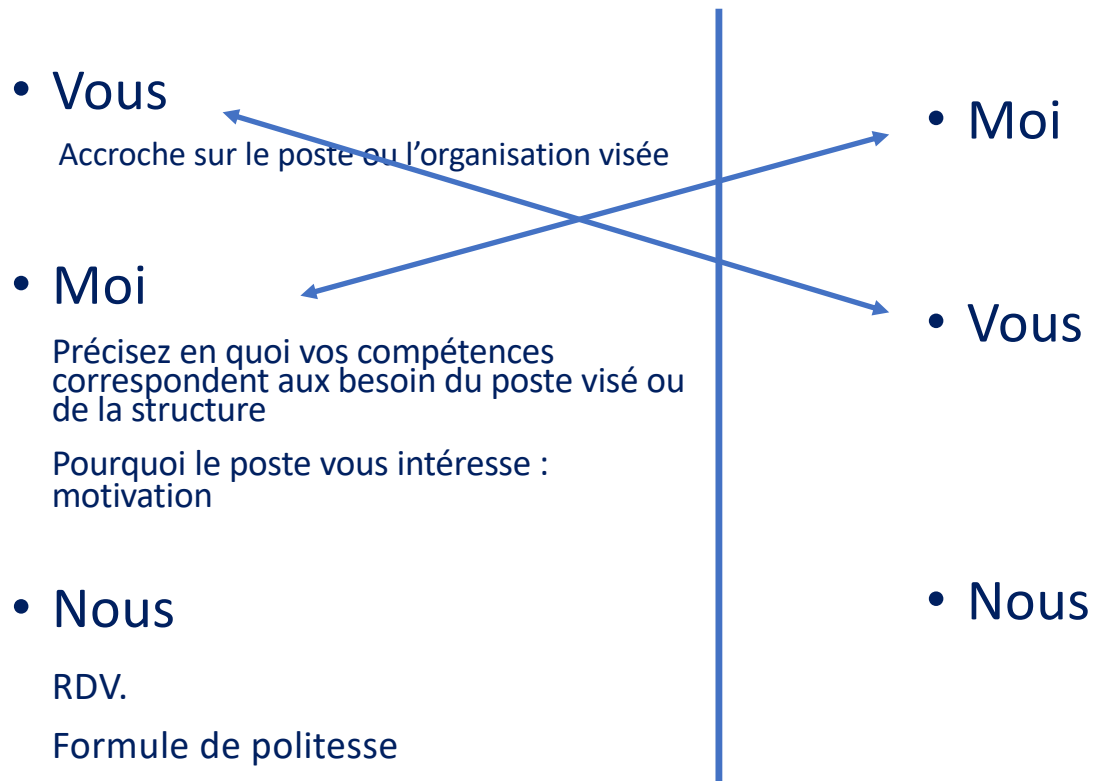 • Vous
Accroche sur le poste ou l’organisation visée
• Moi
Précisez en quoi vos compétences
correspondent aux besoin du poste visé ou
de la structure
Pourquoi le poste vous intéresse :
motivation
• Nous
RDV.
Formule de politesse
• Moi
• Vous
• Nous